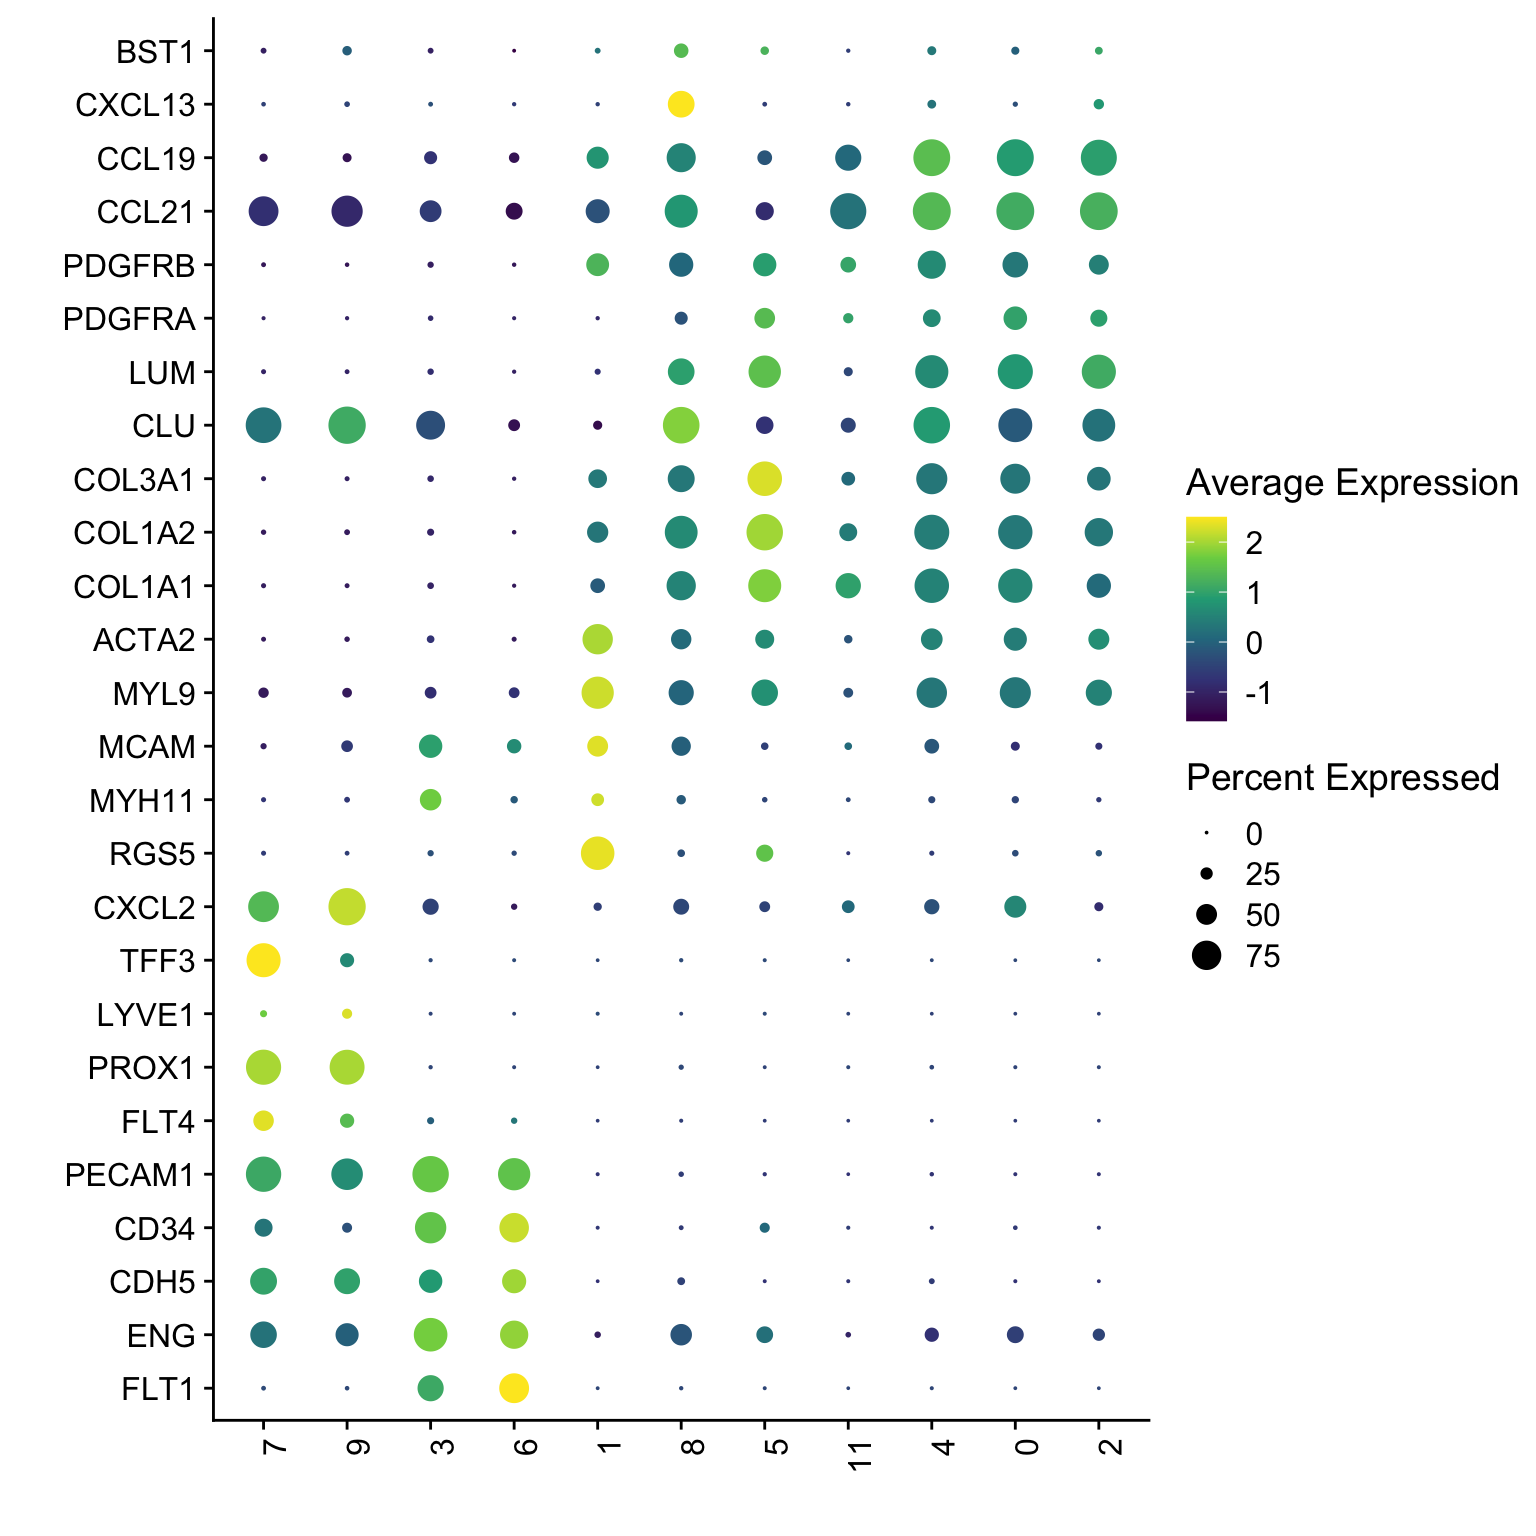 BST1
CXCL13
CCL19
CCL21
PDGFRB
PDGFRA
LUM
CLU
COL3A1
COL1A2
COL1A1
ACTA2
MYL9
MCAM
MYH11
RGS5
CXCL2
TFF3
LYVE1
PROX1
FLT4
PECAM1
CD34
CDH5
ENG
FLT1
7 9 3 6 1 8 5 11 4 0 2
Average Expression
2
1
0
-1
Percent Expressed
0
25
50
75